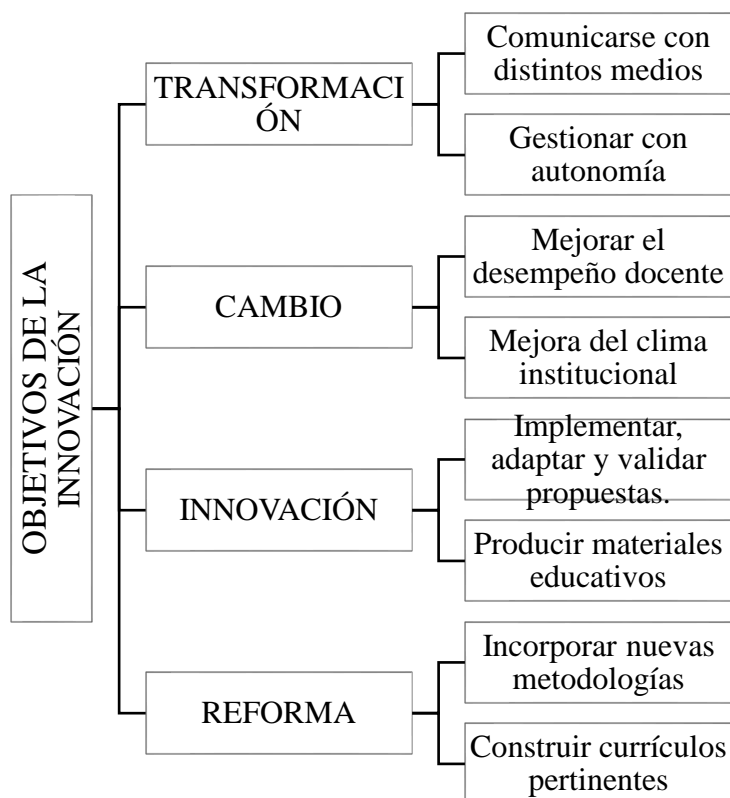 OBJETIVOS DE LA
INNOVACIÓN
TRANSFORMACI
ÓN
Comunicarse con
distintos medios
Gestionar con
autonomía
CAMBIO
Mejorar el
desempeño docente
Mejora del clima
institucional
INNOVACIÓN
Implementar,
adaptar y validar
propuestas.
Producir materiales
educativos
REFORMA
Incorporar nuevas
metodologías
Construir currículos
pertinentes